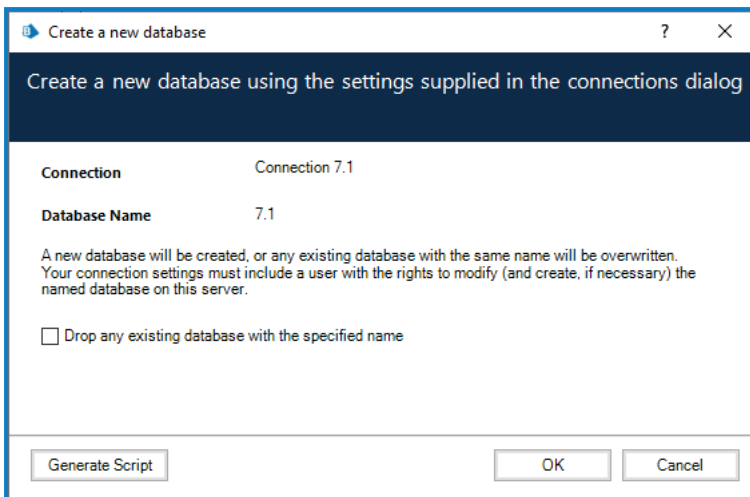 Create a new database
?
Create a new database using the settings supplied in the connections dialog
Connection Connection 7.1
Database Name 7.1
A new database will be created, or any existing database with the same name will be overwritten.
Your connection settings must include a user with the rights to modify (and create, if necessary) the
named database on this server.
Drop any existing database with the specified name
Generate Script OK Cancel